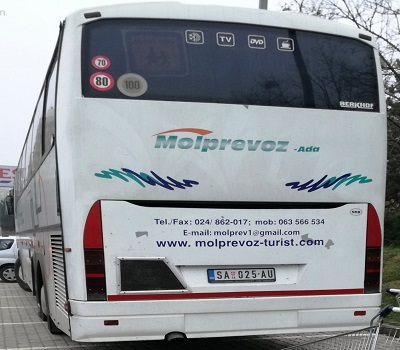 TV DVD
70
80
100
BERKHOF
Molprevoz - Ada
Tel./Fax: 024/ 862-017; mob: 063 566 534
E-mail: molprev1@gmail.com
www. molprevoz-turist.com
SA 025-AU